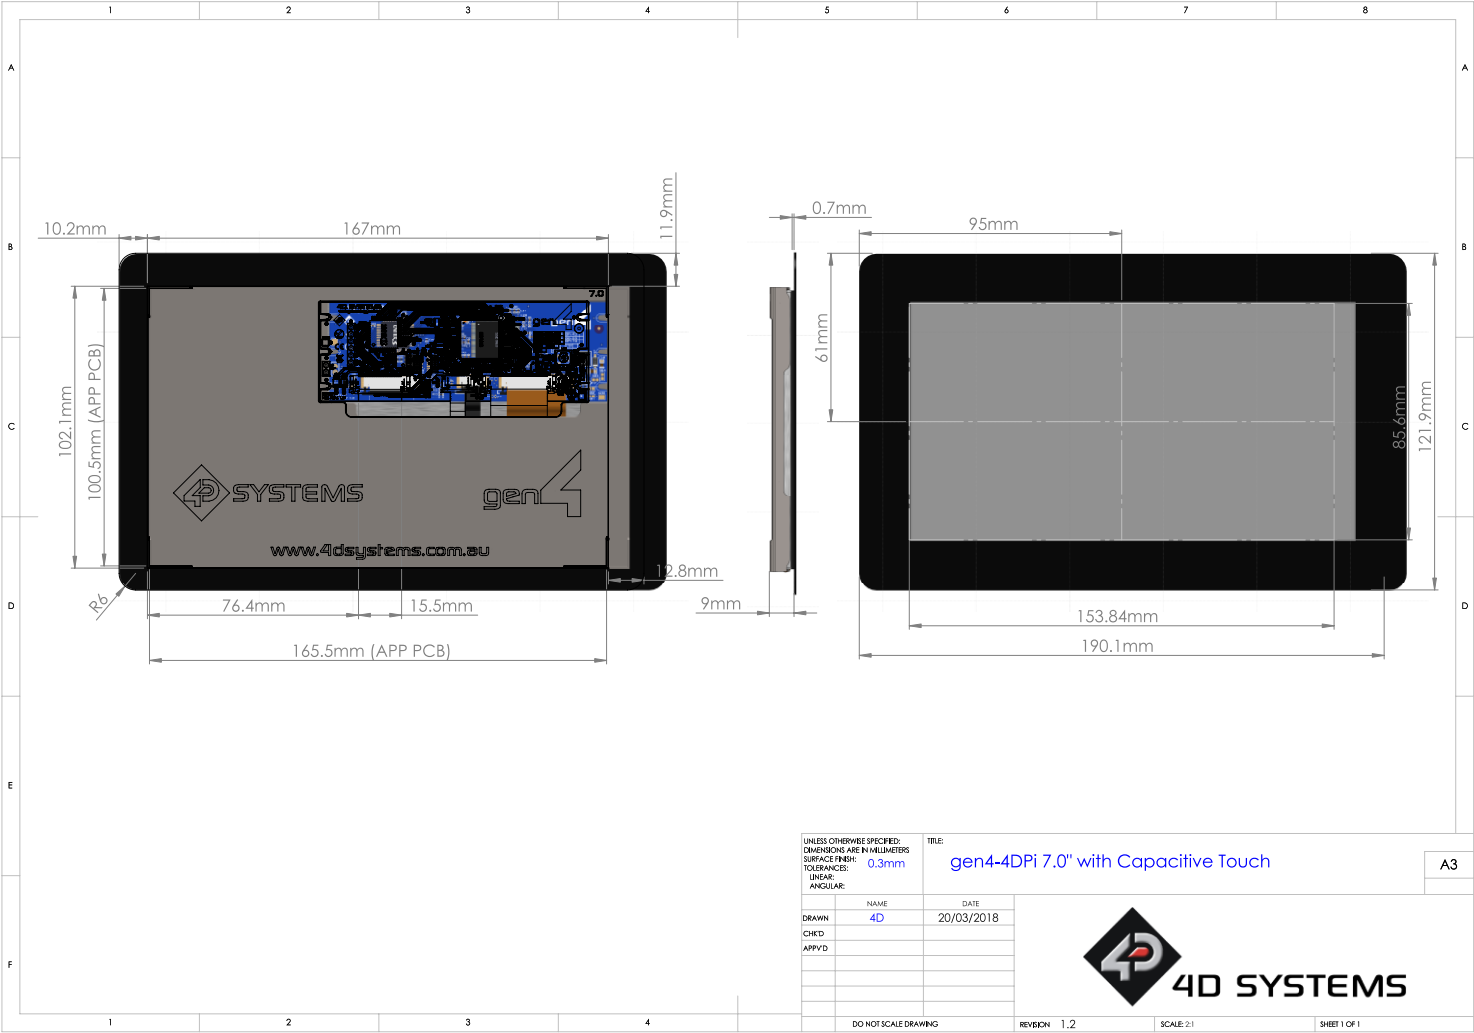 1 2 3 4 5 6 7 8
A A
B B
C C
D D
E
F
10.2mm
167mm
11.9mm
0.7mm
95mm
7.0
61mm
102.1mm
100.5mm (APP PCB)
85.6mm
121.9mm
4D SYSTEMS
gen4
www.4dsystems.com.au
12.8mm
R6
76.4mm
15.5mm
9mm
153.84mm
165.5mm (APP PCB)
190.1mm
UNLESS OTHERWISE SPECIFIED:
DIMENSIONS ARE IN MILLIMETERS
SURFACE FINISH: 0.3mm
TOLERANCES:
LINEAR:
ANGULAR:
TITLE:
gen4-4DPi 7.0" with Capacitive Touch
A3
NAME DATE
DRAWN 4D 20/03/2018
CHK'D
APPV'D
4D SYSTEMS
DO NOT SCALE DRAWING
REVISION 1.2
SCALE: 2:1
SHEET 1 OF 1
1 2 3 4